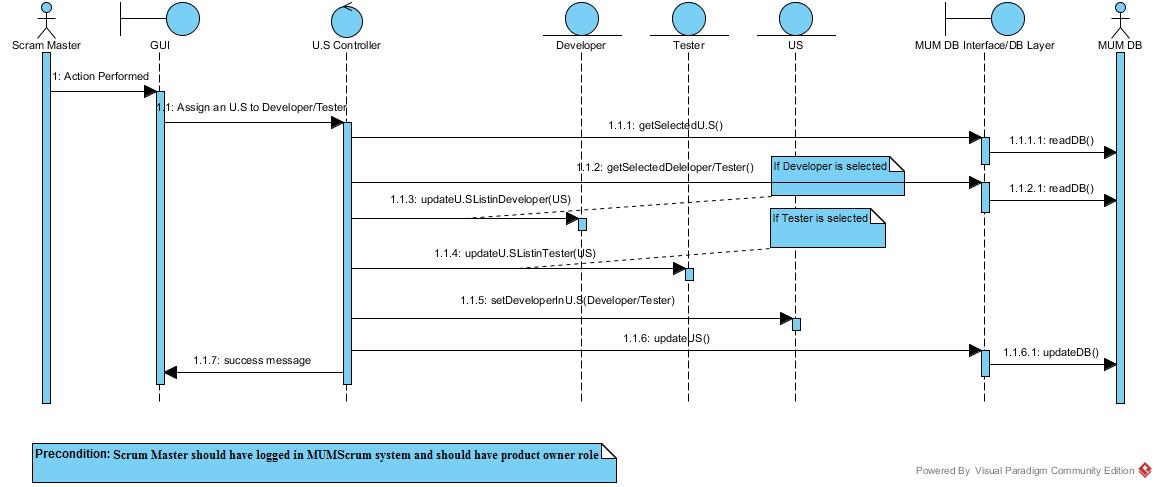 Scram Master
GUI
U.S Controller
Developer
Tester
US
MUM DB Interface/DB Layer
MUM DB
1: Action Performed
1.1: Assign an U.S to Developer/Tester
1.1.1: getSelectedU.S()
1.1.1.1: readDB()
1.1.2: getSelectedDeleloper/Tester()
If Developer is selected
1.1.2.1: readDB()
1.1.3: updateU.SListinDeveloper(US)
If Tester is selected
1.1.4: updateU.SListinTester(US)
1.1.5: setDeveloperInU.S(Developer/Tester)
1.1.6: updateUS()
1.1.6.1: updateDB()
1.1.7: success message
Precondition: Scrum Master should have logged in MUMScrum system and should have product owner role
Powered By Visual Paradigm Community Edition